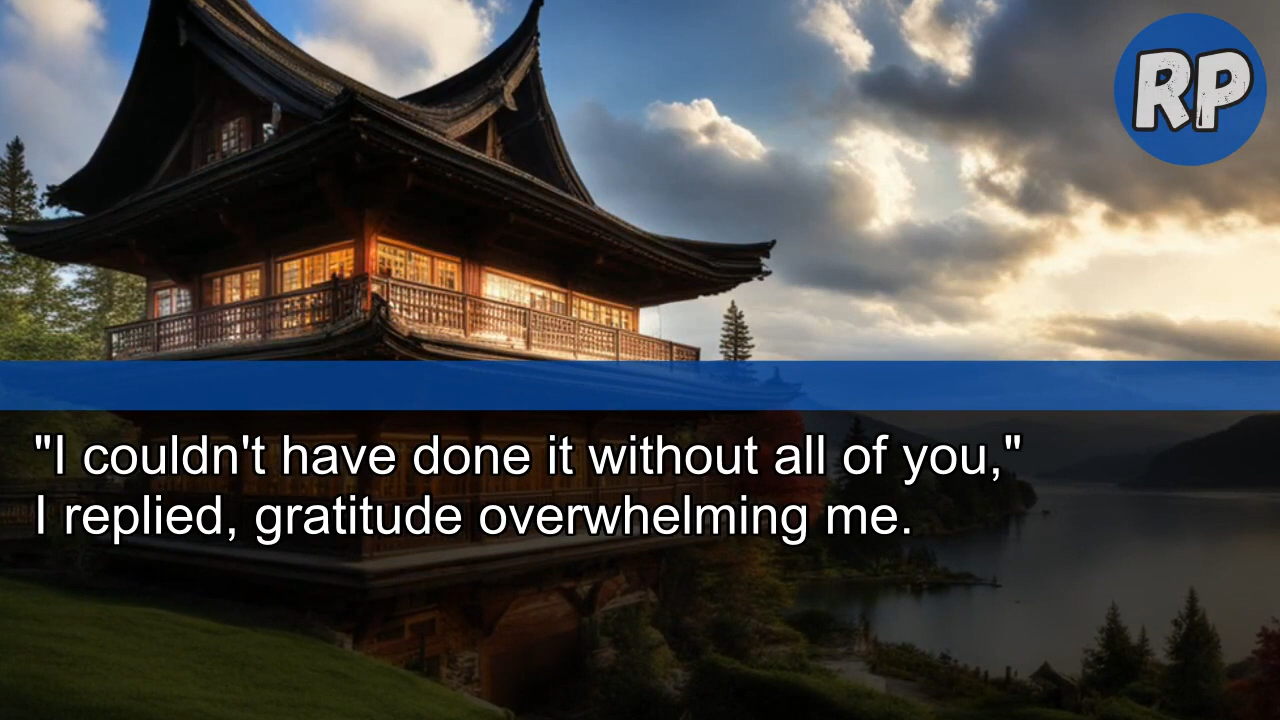 RP
"I couldn't have done it without all of you,"
I replied, gratitude overwhelming me.